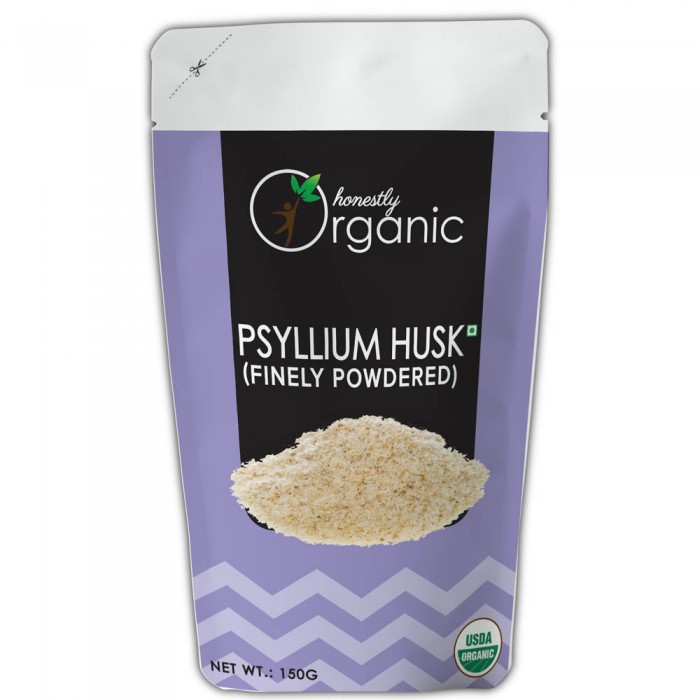 honestly
Organic
PSYLLIUM HUSK
(FINELY POWDERED)
USDA
ORGANIC
NET WT.: 150G